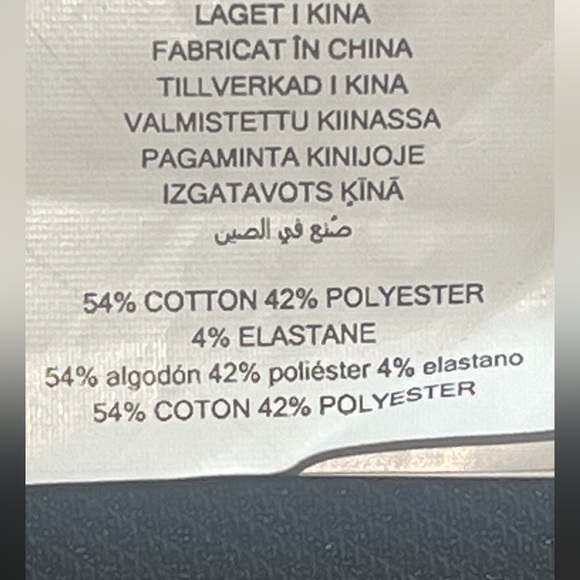 LAGET I KINA
FABRICAT ÎN CHINA
TILLVERKAD I KINA
VALMISTETTU KIINASSA
PAGAMINTA KINIJOJE
IZGATAVOTS ĶĪNĀ
صُنع في الصين
54% COTTON 42% POLYESTER
4% ELASTANE
54% algodón 42% poliéster 4% elastano
54% COTON 42% POLYESTER